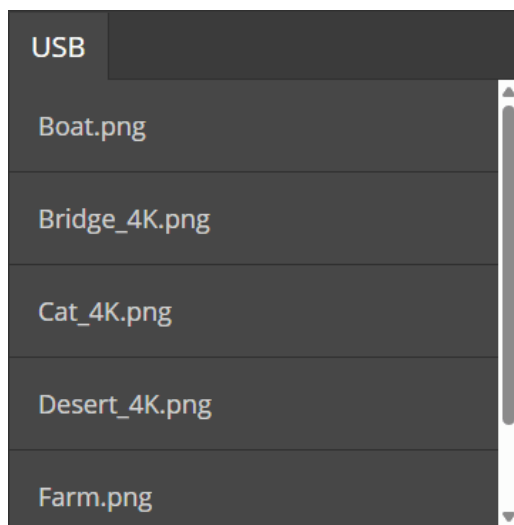 USB
Boat.png
Bridge_4K.png
Cat_4K.png
Desert_4K.png
Farm.png